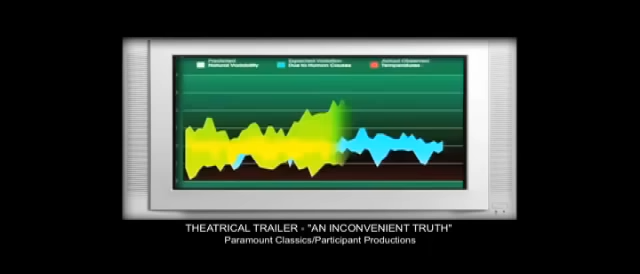 Predicted
Natural Variability
Expected Variation
Due to Human Causes
Actual Observed
Temperatures
THEATRICAL TRAILER - "AN INCONVENIENT TRUTH"
Paramount Classics/Participant Productions